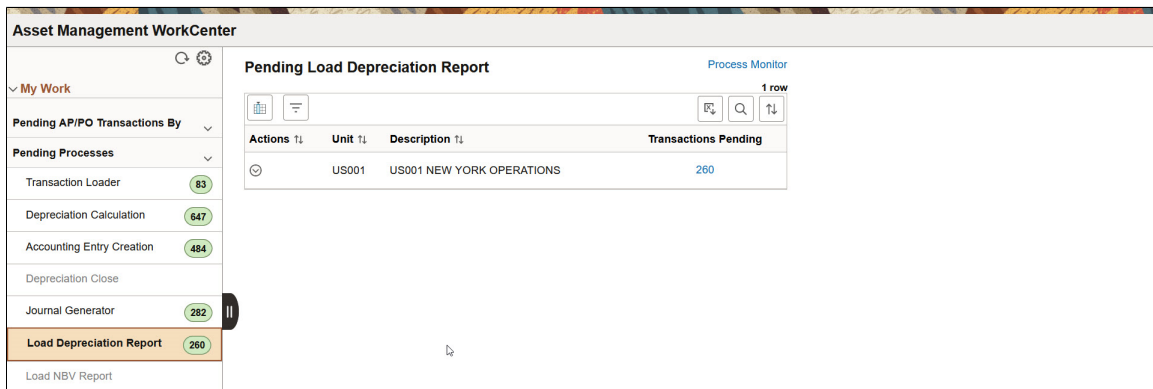 Asset Management WorkCenter
My Work
Pending AP/PO Transactions By
Pending Processes
Transaction Loader 83
Depreciation Calculation 647
Accounting Entry Creation 484
Depreciation Close
Journal Generator 282
Load Depreciation Report 260
Load NBV Report
Pending Load Depreciation Report
Process Monitor
1 row
Actions Unit Description Transactions Pending
US001 US001 NEW YORK OPERATIONS 260